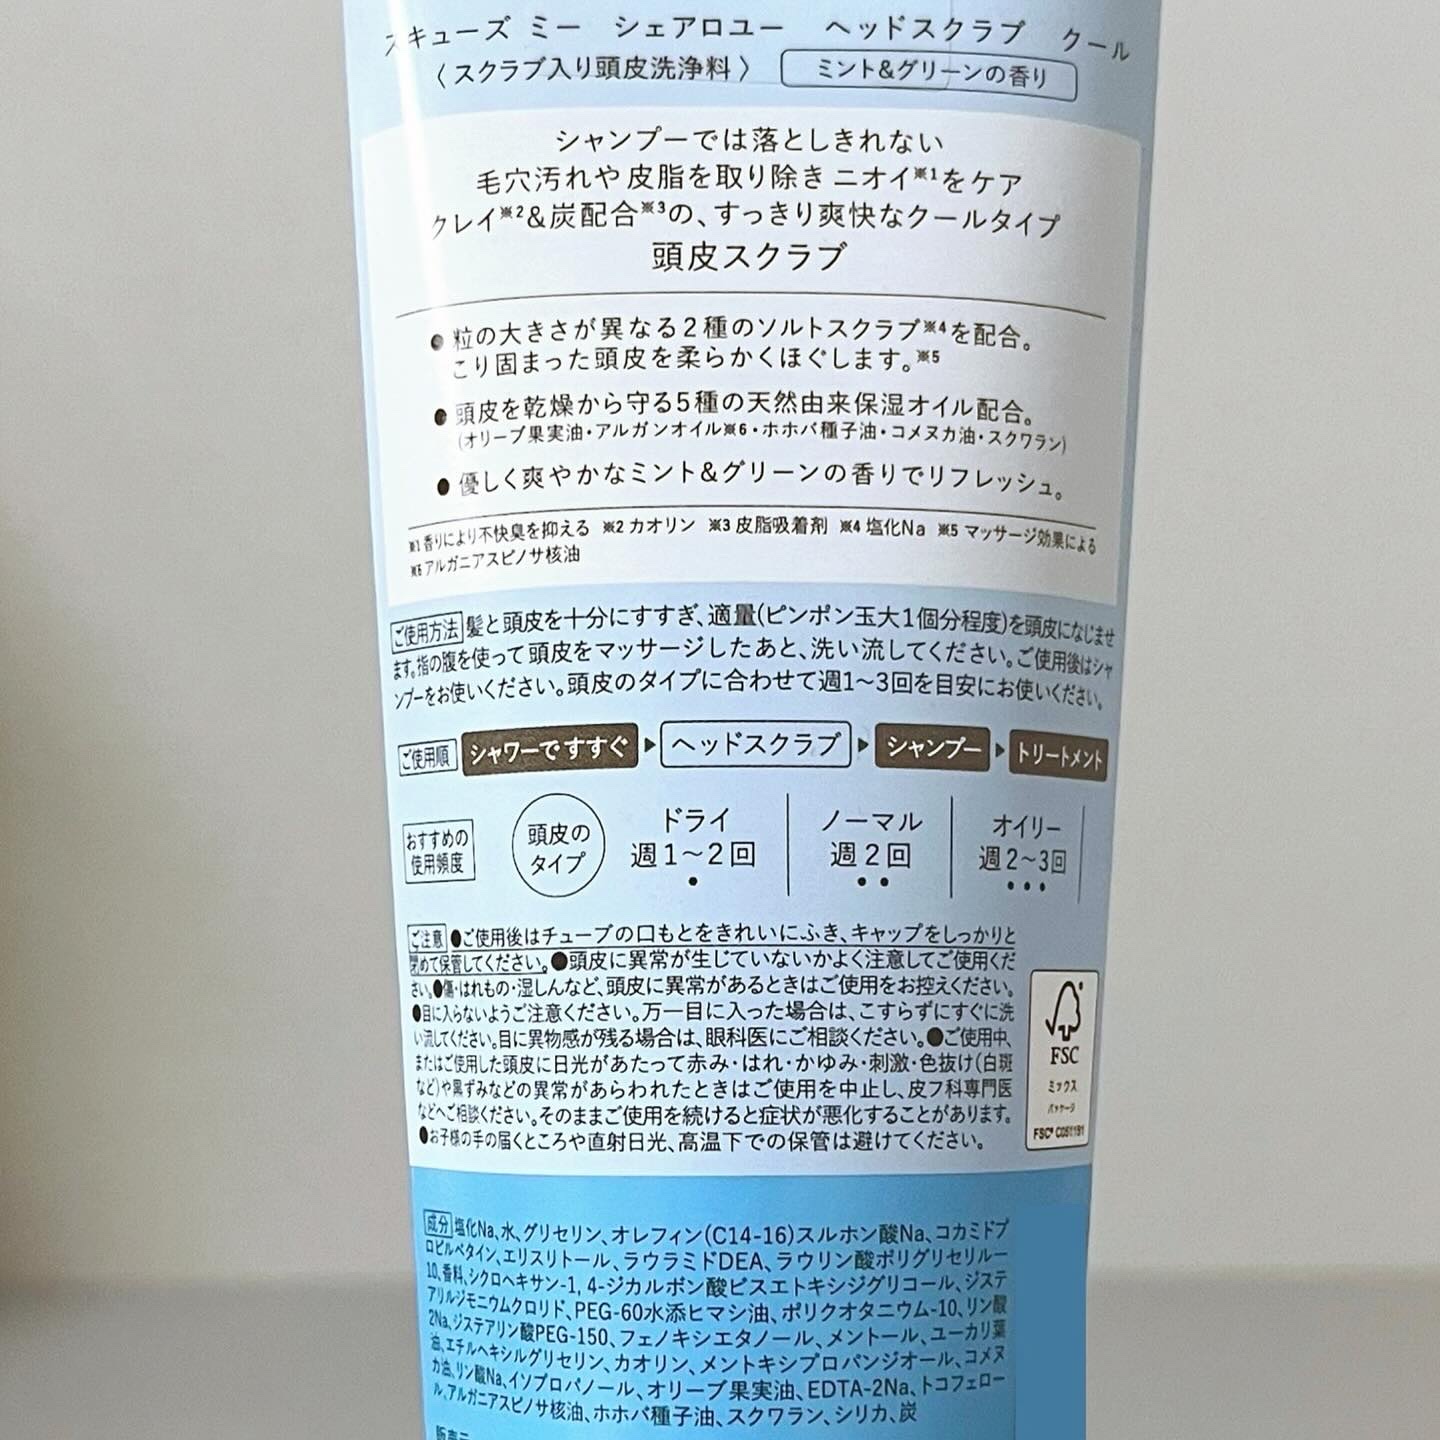 スキューズ ミー シェアロユー ヘッドスクラブ クール
〈スクラブ入り頭皮洗浄料〉 ミント&グリーンの香り
シャンプーでは落としきれない
毛穴汚れや皮脂を取り除き ニオイ※1をケア
クレイ※2&炭配合※3の、すっきり爽快なクールタイプ
頭皮スクラブ
● 粒の大きさが異なる2種のソルトスクラブ※4を配合。
こり固まった頭皮を柔らかくほぐします。※5
● 頭皮を乾燥から守る5種の天然由来保湿オイル配合。
(オリーブ果実油・アルガンオイル※6・ホホバ種子油・コメヌカ油・スクワラン)
● 優しく爽やかなミント&グリーンの香りでリフレッシュ。
※1 香りにより不快臭を抑える ※2 カオリン ※3 皮脂吸着剤 ※4 塩化Na ※5 マッサージ効果による
※6 アルガニアスピノサ核油
ご使用方法 髪と頭皮を十分にすすぎ、適量(ピンポン玉大1個分程度)を頭皮になじませ
ます。指の腹を使って頭皮をマッサージしたあと、洗い流してください。ご使用後はシャ
ンプーをお使いください。頭皮のタイプに合わせて週1〜3回を目安にお使いください。
ご使用順 シャワーですすぐ ▶ ヘッドスクラブ ▶ シャンプー ▶ トリートメント
おすすめの 使用頻度 頭皮の タイプ ドライ ノーマル オイリー
週1〜2回 週2回 週2〜3回
ご注意 ●ご使用後はチューブの口もとをきれいにふき、キャップをしっかりと
閉めて保管してください。●頭皮に異常が生じていないかよく注意してご使用くだ
さい。●傷・はれもの・湿しんなど、頭皮に異常があるときはご使用をお控えください。
●目に入らないようご注意ください。万一目に入った場合は、こすらずにすぐに洗
い流してください。目に異物感が残る場合は、眼科医にご相談ください。●ご使用中、
またはご使用した頭皮に日光があたって赤み・はれ・かゆみ・刺激・色抜け(白斑
など)や黒ずみなどの異常があらわれたときはご使用を中止し、皮フ科専門医
などへご相談ください。そのままご使用を続けると症状が悪化することがあります。
●お子様の手の届くところや直射日光、高温下での保管は避けてください。
FSC
ミックス
パッケージ
FSC® C051191
成分 塩化Na、水、グリセリン、オレフィン(C14-16)スルホン酸Na、コカミドプ
ロピルベタイン、エリスリトール、ラウラミドDEA、ラウリン酸ポリグリセリル-
10、香料、シクロヘキサン-1, 4-ジカルボン酸ビスエトキシジグリコール、ジステ
アリルジモニウムクロリド、PEG-60水添ヒマシ油、ポリクオタニウム-10、リン酸
2Na、ジステアリン酸PEG-150、フェノキシエタノール、メントール、ユーカリ葉
油、エチルヘキシルグリセリン、カオリン、メントキシプロパンジオール、コメヌ
カ油、リン酸Na、イソプロパノール、オリーブ果実油、EDTA-2Na、トコフェロー
ル、アルガニアスピノサ核油、ホホバ種子油、スクワラン、シリカ、炭